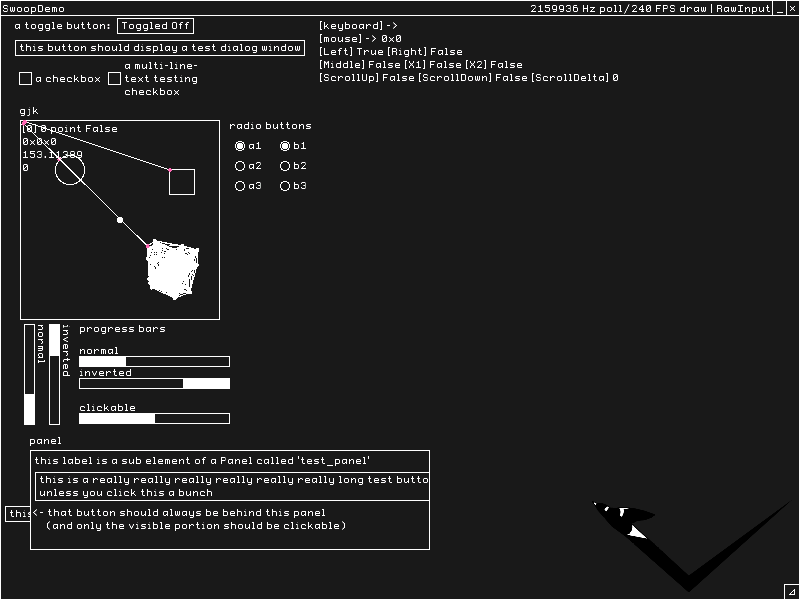 SwoopDemo
2159936 Hz poll/240 FPS draw | RawInput _ ×
a toggle button: Toggled Off
this button should display a test dialog window
a checkbox
a multi-line-
text testing
checkbox
[keyboard] ->
[mouse] -> 0x0
[Left] True [Right] False
[Middle] False [X1] False [X2] False
[ScrollUp] False [ScrollDown] False [ScrollDelta] 0
gjk
[0] 0 point False
0x0x0
153.11389
0
radio buttons
a1 b1
a2 b2
a3 b3
normal
inverted
progress bars
normal
inverted
clickable
panel
this label is a sub element of a Panel called 'test_panel'
this is a really really really really really really long test butto
unless you click this a bunch
this
<- that button should always be behind this panel
(and only the visible portion should be clickable)